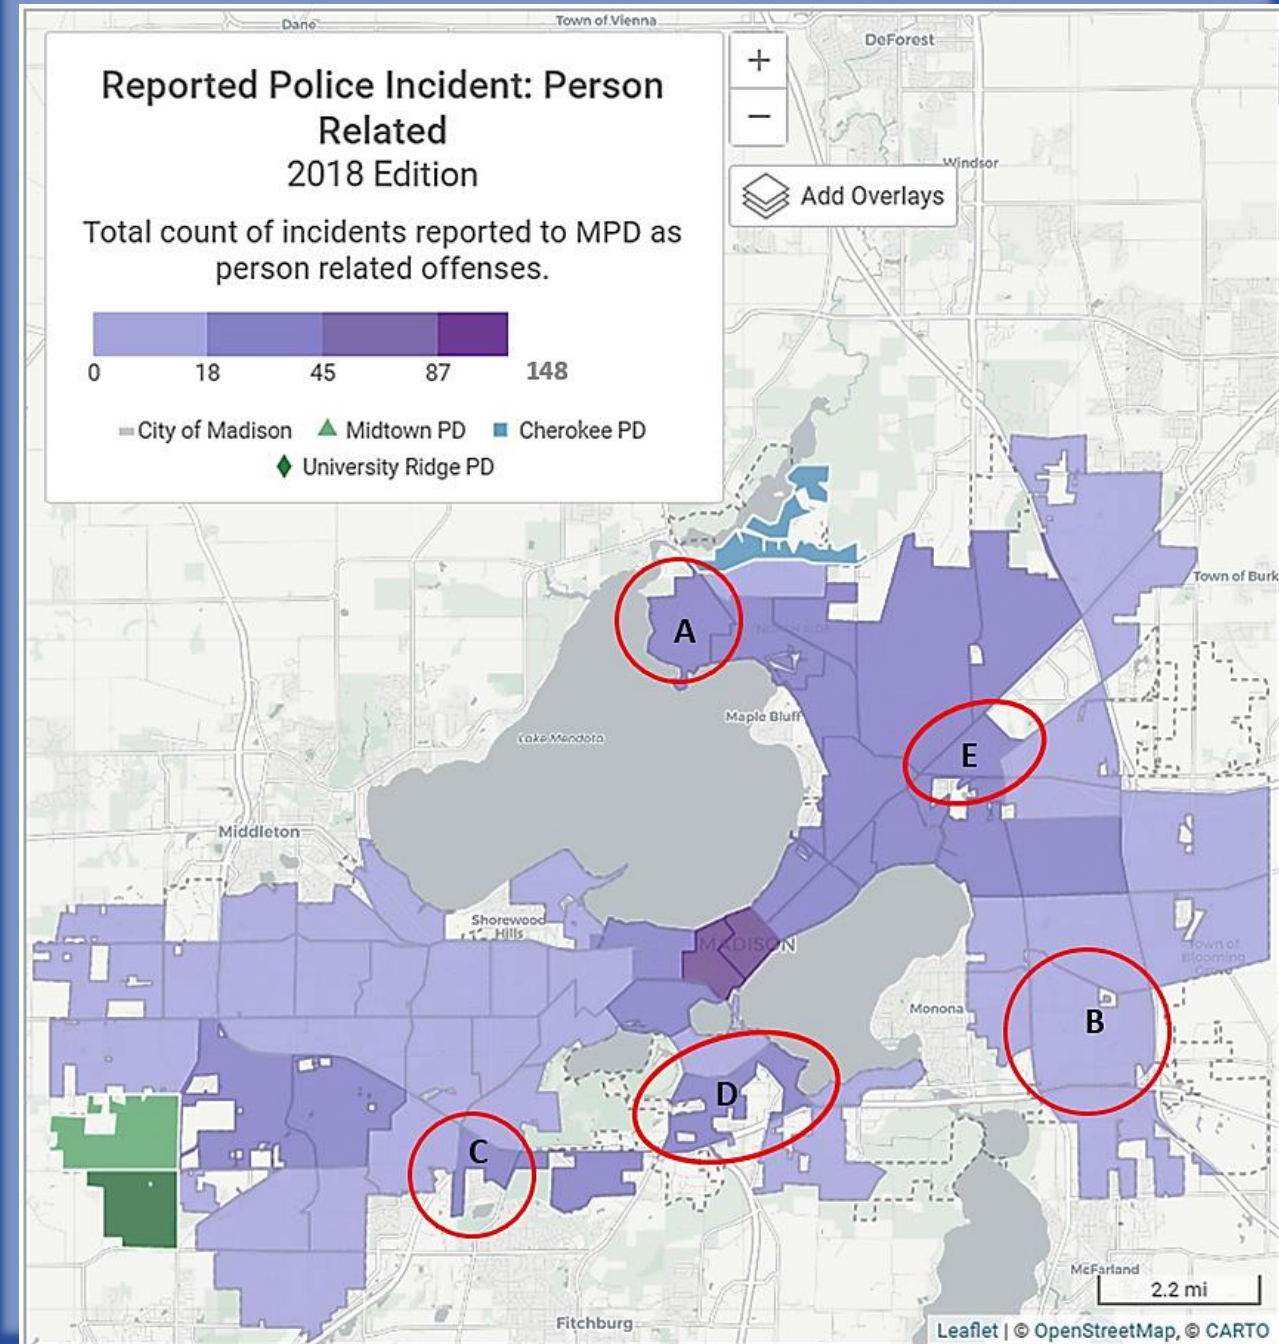 Dane
Town of Vienna
DeForest
Reported Police Incident: Person
Related
2018 Edition
Total count of incidents reported to MPD as
person related offenses.
0 18 45 87 148
City of Madison Midtown PD Cherokee PD
University Ridge PD
+
−
Windsor
Add Overlays
Town of Burk
A
Maple Bluff
Lake Mendota
E
Middleton
Shorewood
Hills
MADISON
Town of
Blooming
Grove
Monona
B
D
C
McFarland
2.2 mi
Fitchburg
Leaflet | © OpenStreetMap, © CARTO